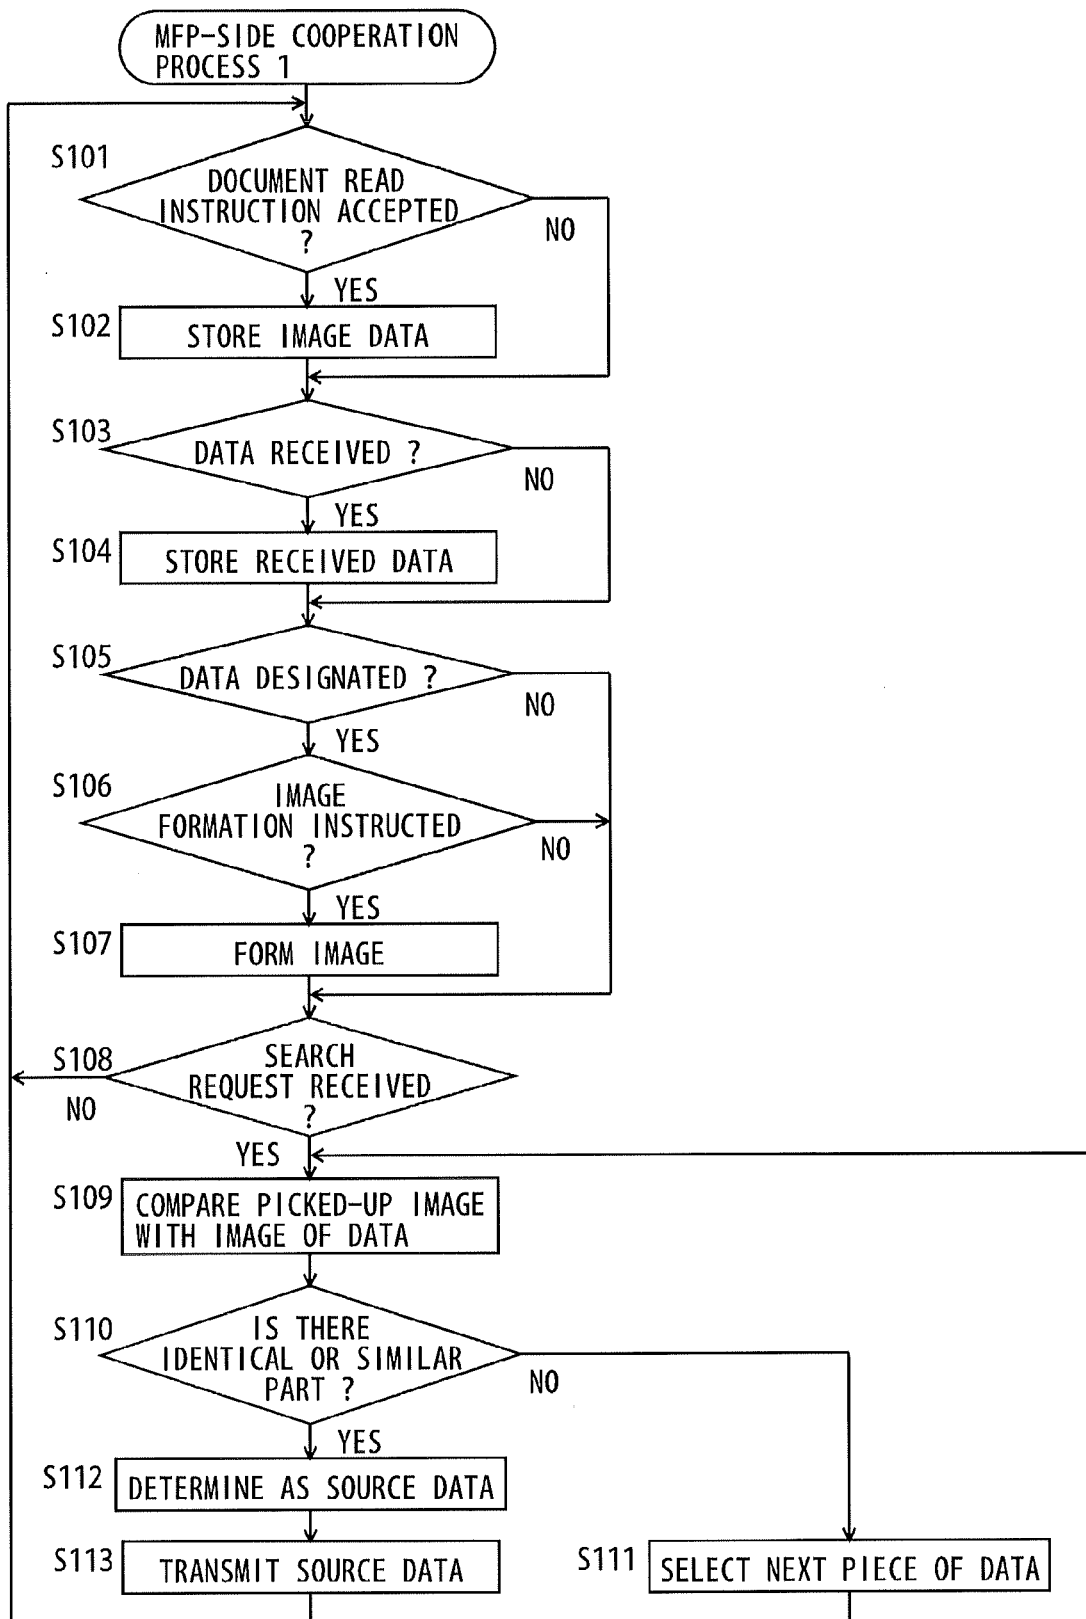 MFP-SIDE COOPERATION
PROCESS 1
S101
DOCUMENT READ
INSTRUCTION ACCEPTED
?
NO
YES
S102
STORE IMAGE DATA
S103
DATA RECEIVED ?
NO
YES
S104
STORE RECEIVED DATA
S105
DATA DESIGNATED ?
NO
YES
S106
IMAGE
FORMATION INSTRUCTED
?
NO
YES
S107
FORM IMAGE
S108
SEARCH
REQUEST RECEIVED
?
NO
YES
S109
COMPARE PICKED-UP IMAGE
WITH IMAGE OF DATA
S110
IS THERE
IDENTICAL OR SIMILAR
PART ?
NO
YES
S112
DETERMINE AS SOURCE DATA
S113
TRANSMIT SOURCE DATA
S111
SELECT NEXT PIECE OF DATA